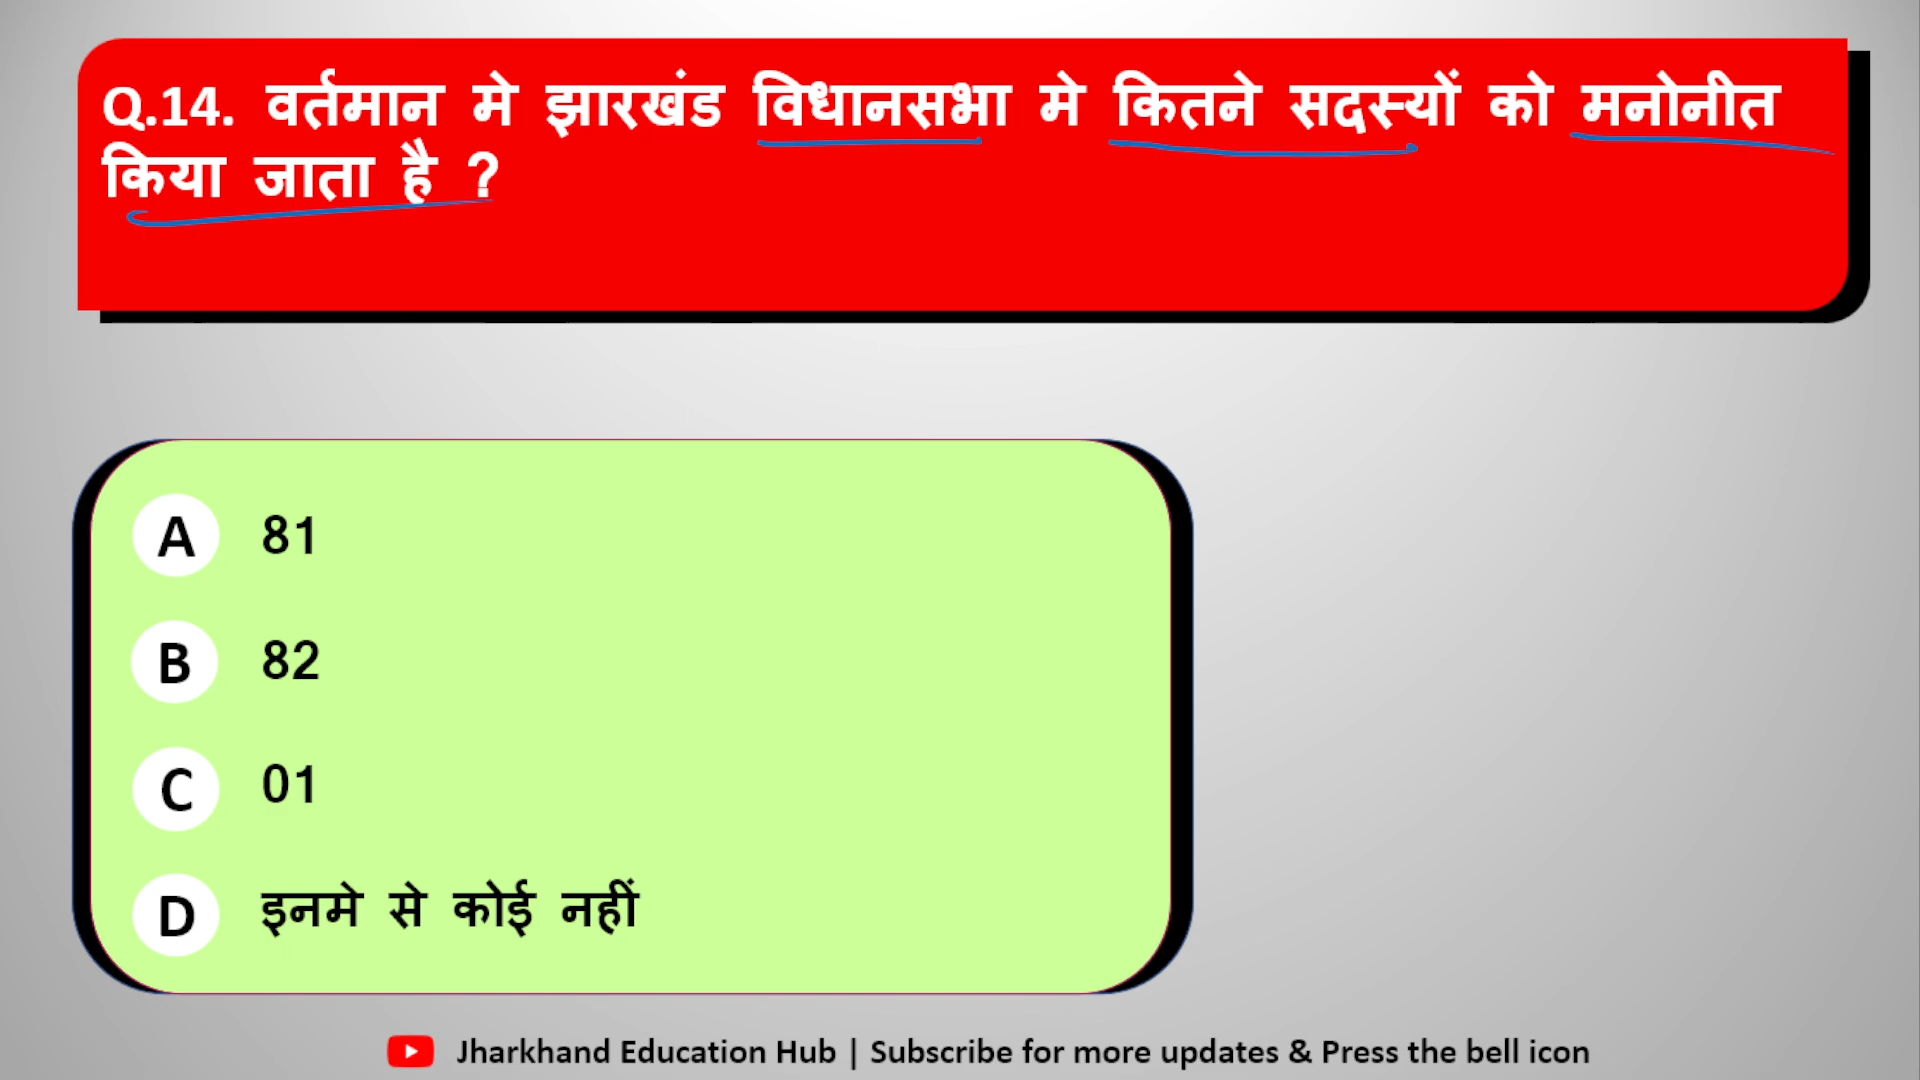 Q.14. वर्तमान मे झारखंड विधानसभा मे कितने सदस्यों को मनोनीत
किया जाता है ?
A 81
B 82
C 01
D इनमे से कोई नहीं
Jharkhand Education Hub | Subscribe for more updates & Press the bell icon